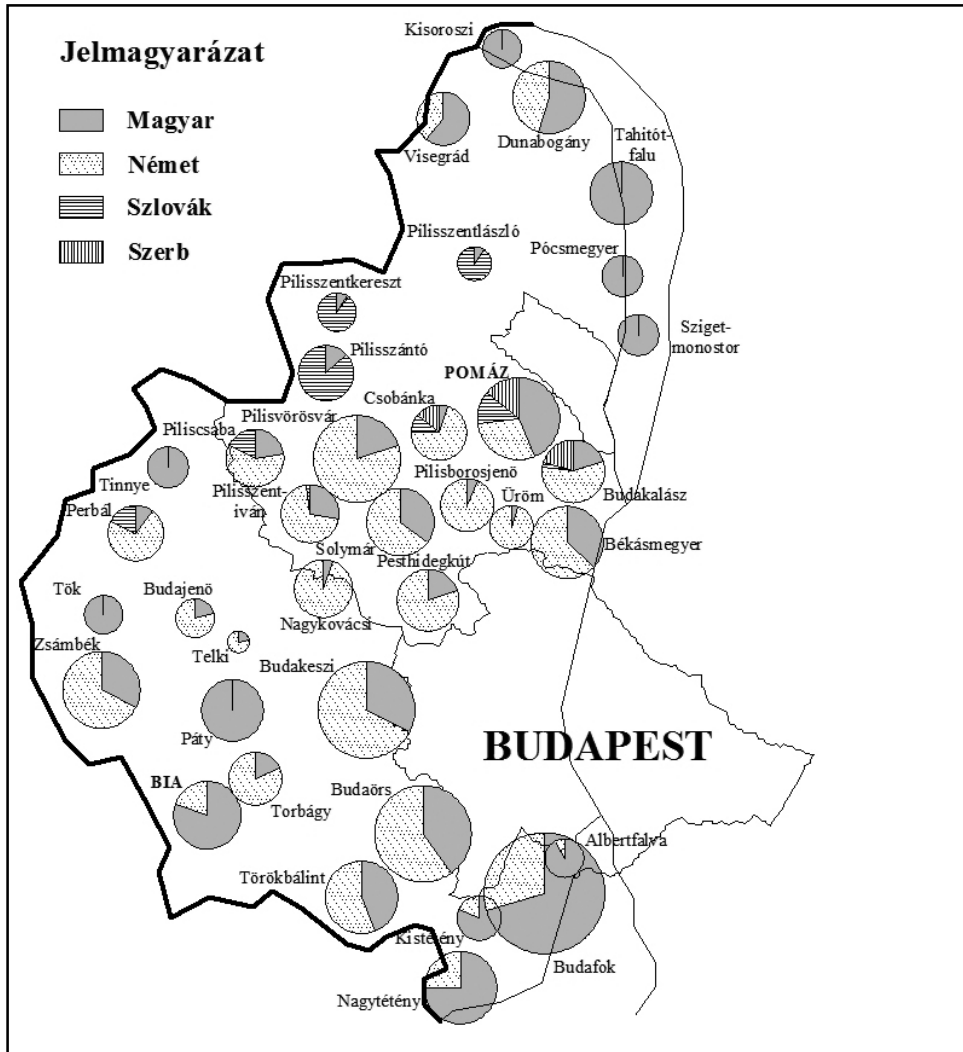 Jelmagyarázat
Magyar
Német
Szlovák
Szerb
Kisoroszi
Visegrád
Dunabogány
Tahitót-
falu
Pilisszentlászló
Pócsmegyer
Pilisszentkereszt
Sziget-
monostor
Pilisszántó
POMÁZ
Csobánka
Pilisvörösvár
Piliscsaba
Tinnye
Pilisborosjenö
Pilisszent-
iván
Üröm
Budakalász
Perbál
Békásmegyer
Solymár
Pesthidegkút
Tök
Budajenö
Nagykovácsi
Zsámbék
Telki
Budakeszi
Páty
BUDAPEST
BIA
Torbágy
Budaörs
Albertfalva
Törökbálint
Kistétény
Budafok
Nagytétény